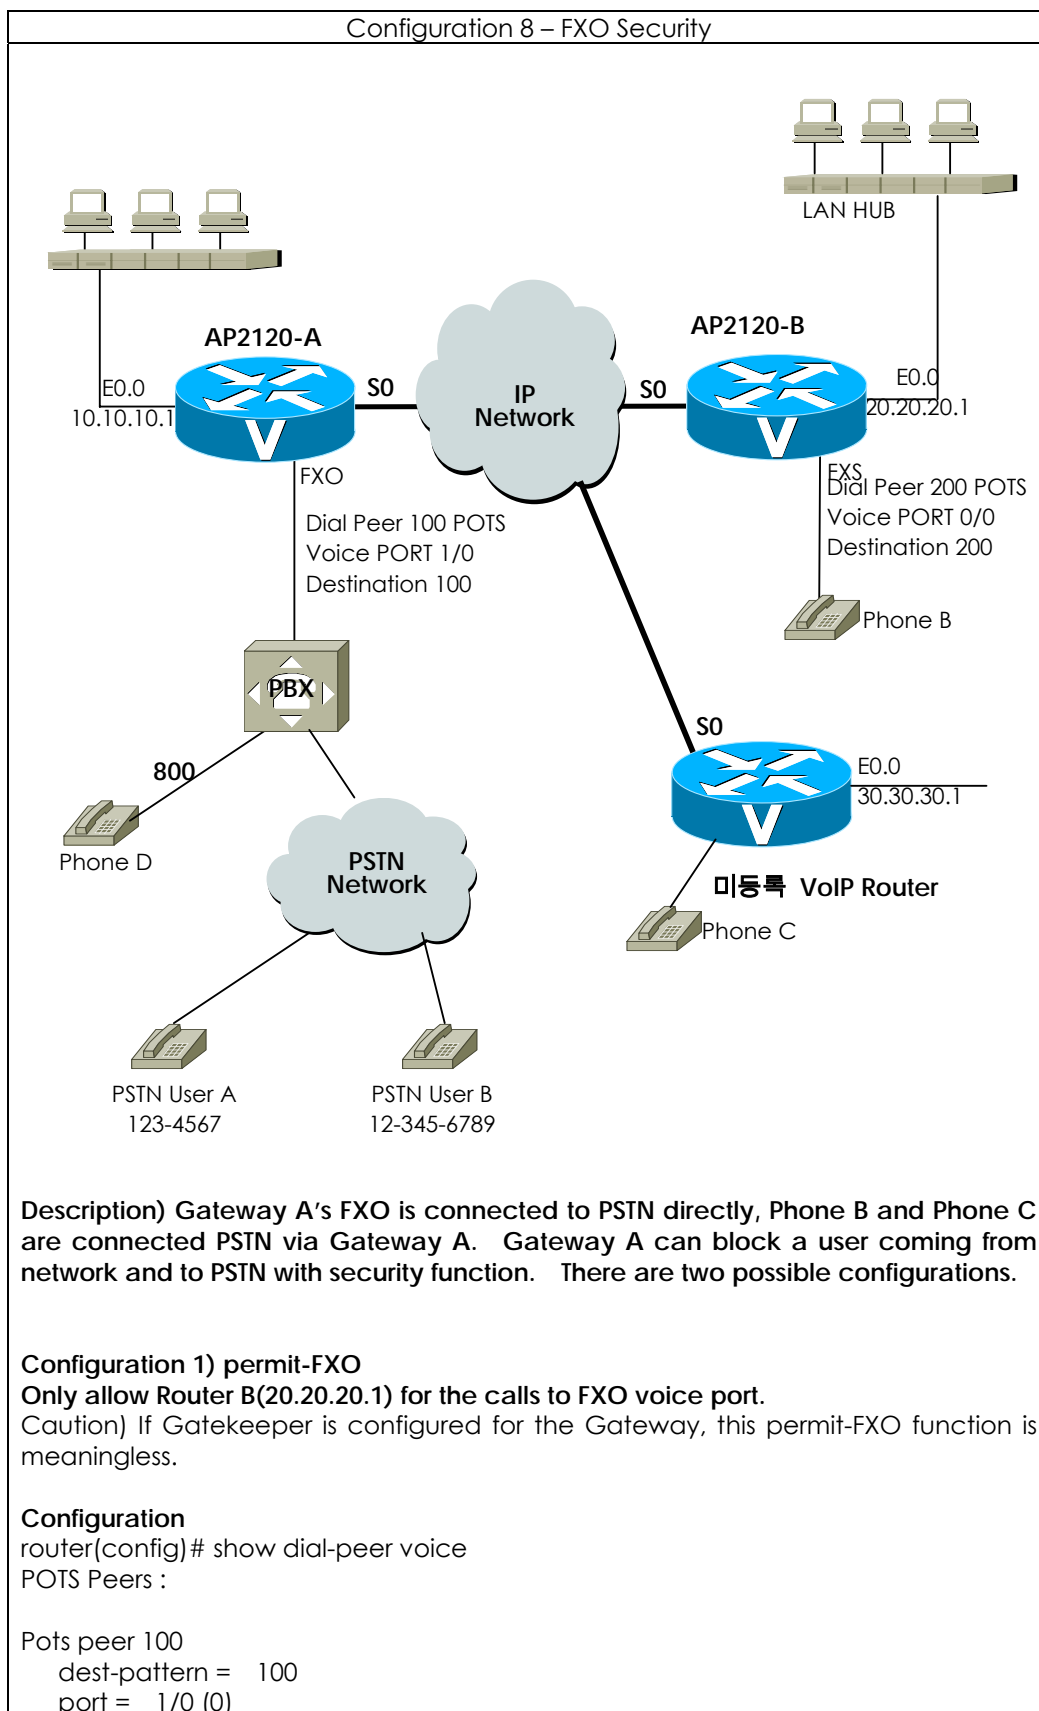 Configuration 8 – FXO Security
LAN HUB
AP2120-A
AP2120-B
E0.0
10.10.10.1
S0
IP
Network
S0
E0.0
20.20.20.1
FXO
Dial Peer 100 POTS
Voice PORT 1/0
Destination 100
FXS
Dial Peer 200 POTS
Voice PORT 0/0
Destination 200
Phone B
PBX
800
Phone D
S0
E0.0
30.30.30.1
PSTN
Network
미등록 VoIP Router
Phone C
PSTN User A
123-4567
PSTN User B
12-345-6789
Description) Gateway A's FXO is connected to PSTN directly, Phone B and Phone C
are connected PSTN via Gateway A. Gateway A can block a user coming from
network and to PSTN with security function. There are two possible configurations.
Configuration 1) permit-FXO
Only allow Router B(20.20.20.1) for the calls to FXO voice port.
Caution) If Gatekeeper is configured for the Gateway, this permit-FXO function is
meaningless.
Configuration
router(config)# show dial-peer voice
POTS Peers :
Pots peer 100
dest-pattern = 100
port = 1/0 (0)